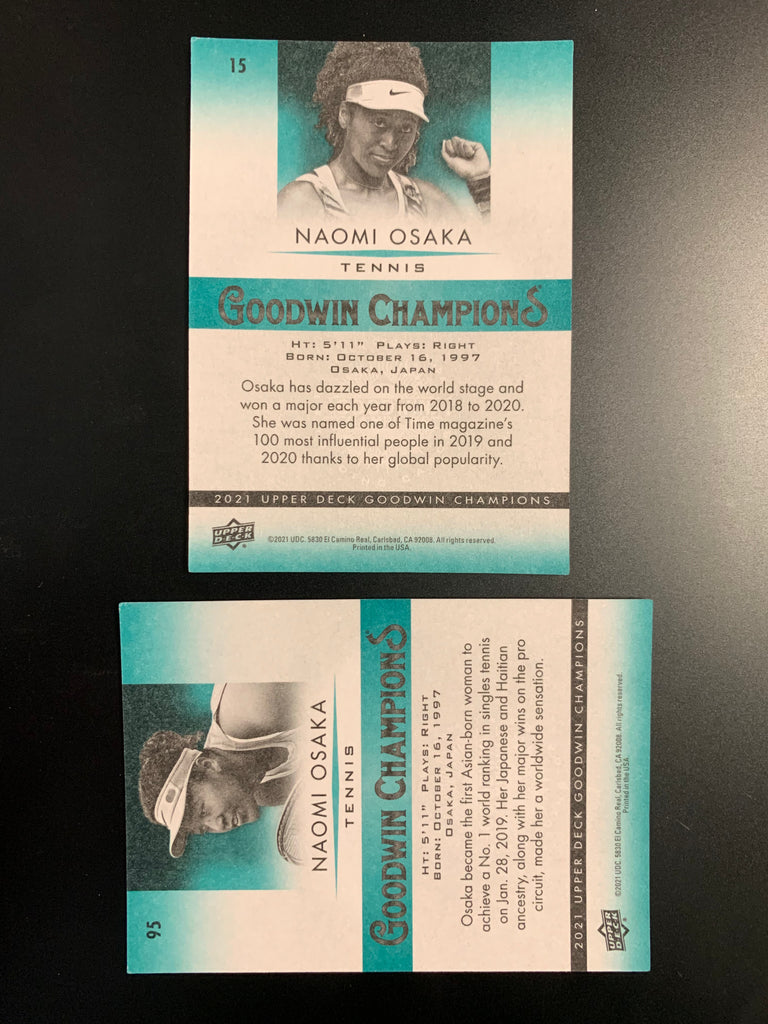 15
NAOMI OSAKA
TENNIS
GOODWIN CHAMPIONS
HT: 5'11" PLAYS: RIGHT
BORN: OCTOBER 16, 1997
OSAKA, JAPAN
Osaka has dazzled on the world stage and
won a major each year from 2018 to 2020.
She was named one of Time magazine's
100 most influential people in 2019 and
2020 thanks to her global popularity.
2021 UPPER DECK GOODWIN CHAMPIONS
UPPER
DECK
©2021 UDC. 5830 El Camino Real, Carlsbad, CA 92008. All rights reserved.
Printed in the USA.
95
NAOMI OSAKA
TENNIS
GOODWIN CHAMPIONS
HT: 5'11" PLAYS: RIGHT
BORN: OCTOBER 16, 1997
OSAKA, JAPAN
Osaka became the first Asian-born woman to
achieve a No. 1 world ranking in singles tennis
on Jan. 28, 2019. Her Japanese and Haitian
ancestry, along with her major wins on the pro
circuit, made her a worldwide sensation.
2021 UPPER DECK GOODWIN CHAMPIONS
UPPER
DECK
©2021 UDC. 5830 El Camino Real, Carlsbad, CA 92008. All rights reserved.
Printed in the USA.